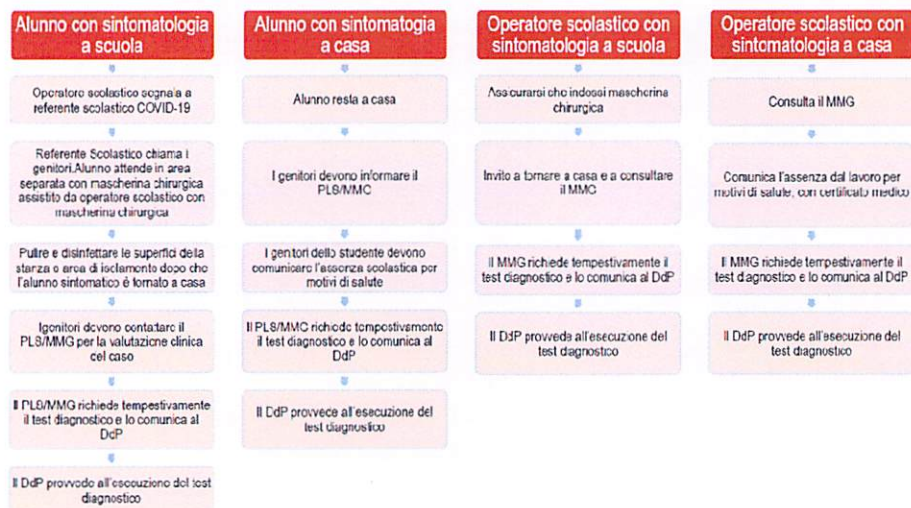 Alunno con sintomatologia
a scuola
Operatore scolastico segnala a
referente scolastico COVID-19
Referente Scolastico chiama i
genitori.Alunno attende in area
separata con mascherina chirurgica
assistito da operatore scolastico con
mascherina chirurgica
Pulire e disinfettare le superfici della
stanza o area di isolamento dopo che
l'alunno sintomatico é tornato a casa
I genitori devono contattare il
PLS/MMG per la valutazione clinica
del caso
Il PLS/MMG richiede tempestivamente
il test diagnostico e lo comunica al
DdP
Il DdP provvede all'esecuzione del test
diagnostico
Alunno con sintomatogia
a casa
Alunno resta a casa
I genitori devono informare il
PLS/MMG
I genitori dello studente devono
comunicare l'assenza scolastica per
motivi di salute
Il PLS/MMG richiede tempestivamente
il test diagnostico e lo comunica al
DdP
Il DdP provvede all'esecuzione del
test diagnostico
Operatore scolastico con
sintomatologia a scuola
Assicurarsi che indossi mascherina
chirurgica
Invito a tornare a casa e a consultare
il MMG
Il MMG richiede tempestivamente il
test diagnostico e lo comunica al DdP
Il DdP provvede all'esecuzione del
test diagnostico
Operatore scolastico con
sintomatologia a casa
Consulta il MMG
Comunica l'assenza dal lavoro per
motivi di salute, con certificato medico
Il MMG richiede tempestivamente il
test diagnostico e lo comunica al DdP
Il DdP provvede all'esecuzione del
test diagnostico